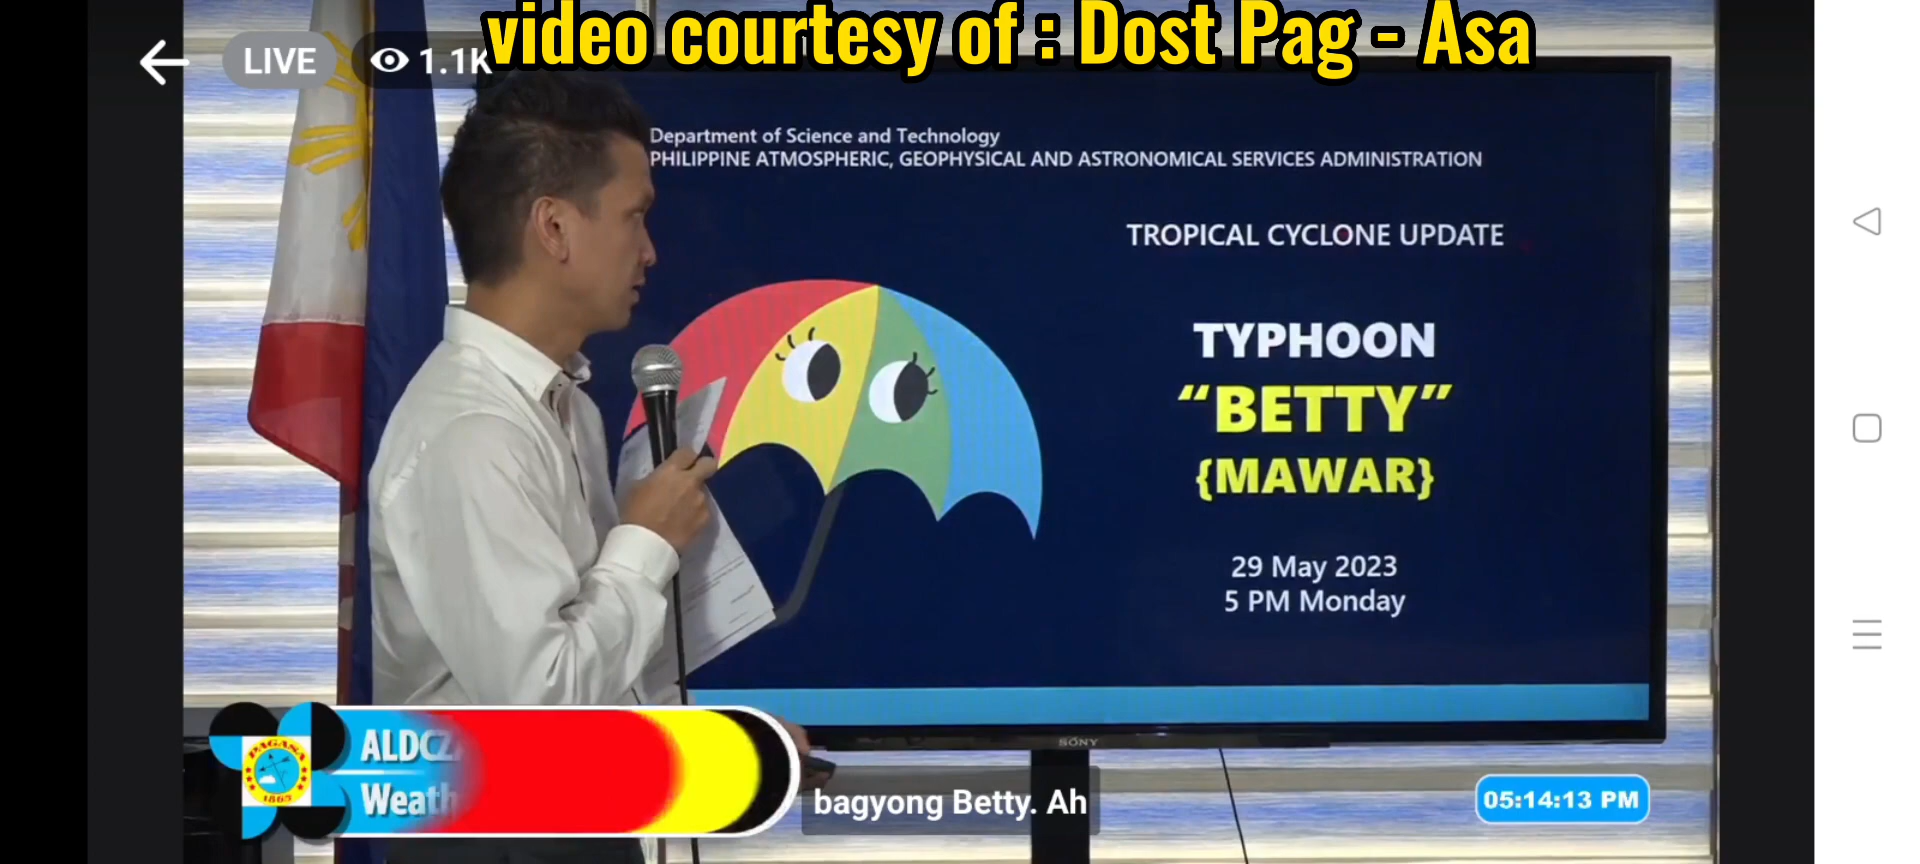 video courtesy of : Dost Pag - Asa
LIVE
1.1K
Department of Science and Technology
PHILIPPINE ATMOSPHERIC, GEOPHYSICAL AND ASTRONOMICAL SERVICES ADMINISTRATION
TROPICAL CYCLONE UPDATE
TYPHOON
“BETTY”
{MAWAR}
29 May 2023
5 PM Monday
SONY
PAGASA
1865
bagyong Betty. Ah
05:14:13 PM